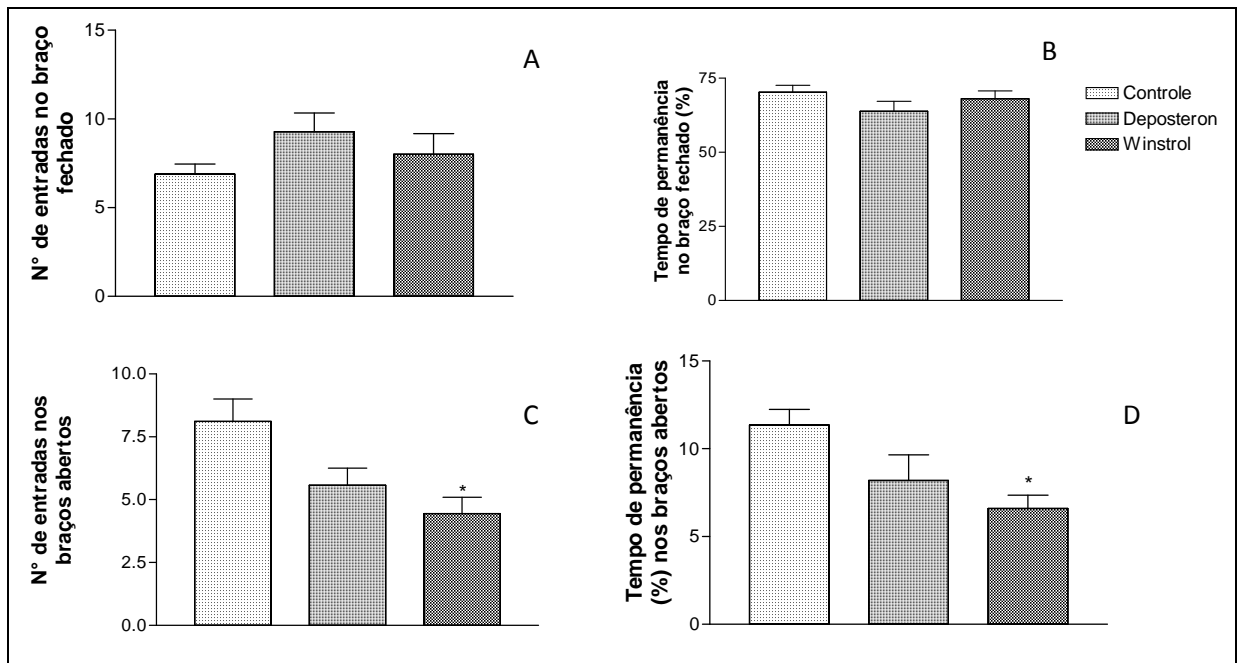 N° de entradas no braço
fechado
15
10
5
0
A
Tempo de permanência
no braço fechado (%)
75
50
25
0
B
Controle
Deposteron
Winstrol
N° de entradas nos
braços abertos
10.0
7.5
5.0
2.5
0.0
*
C
Tempo de permanência
(%) nos braços abertos
15
10
5
0
*
D